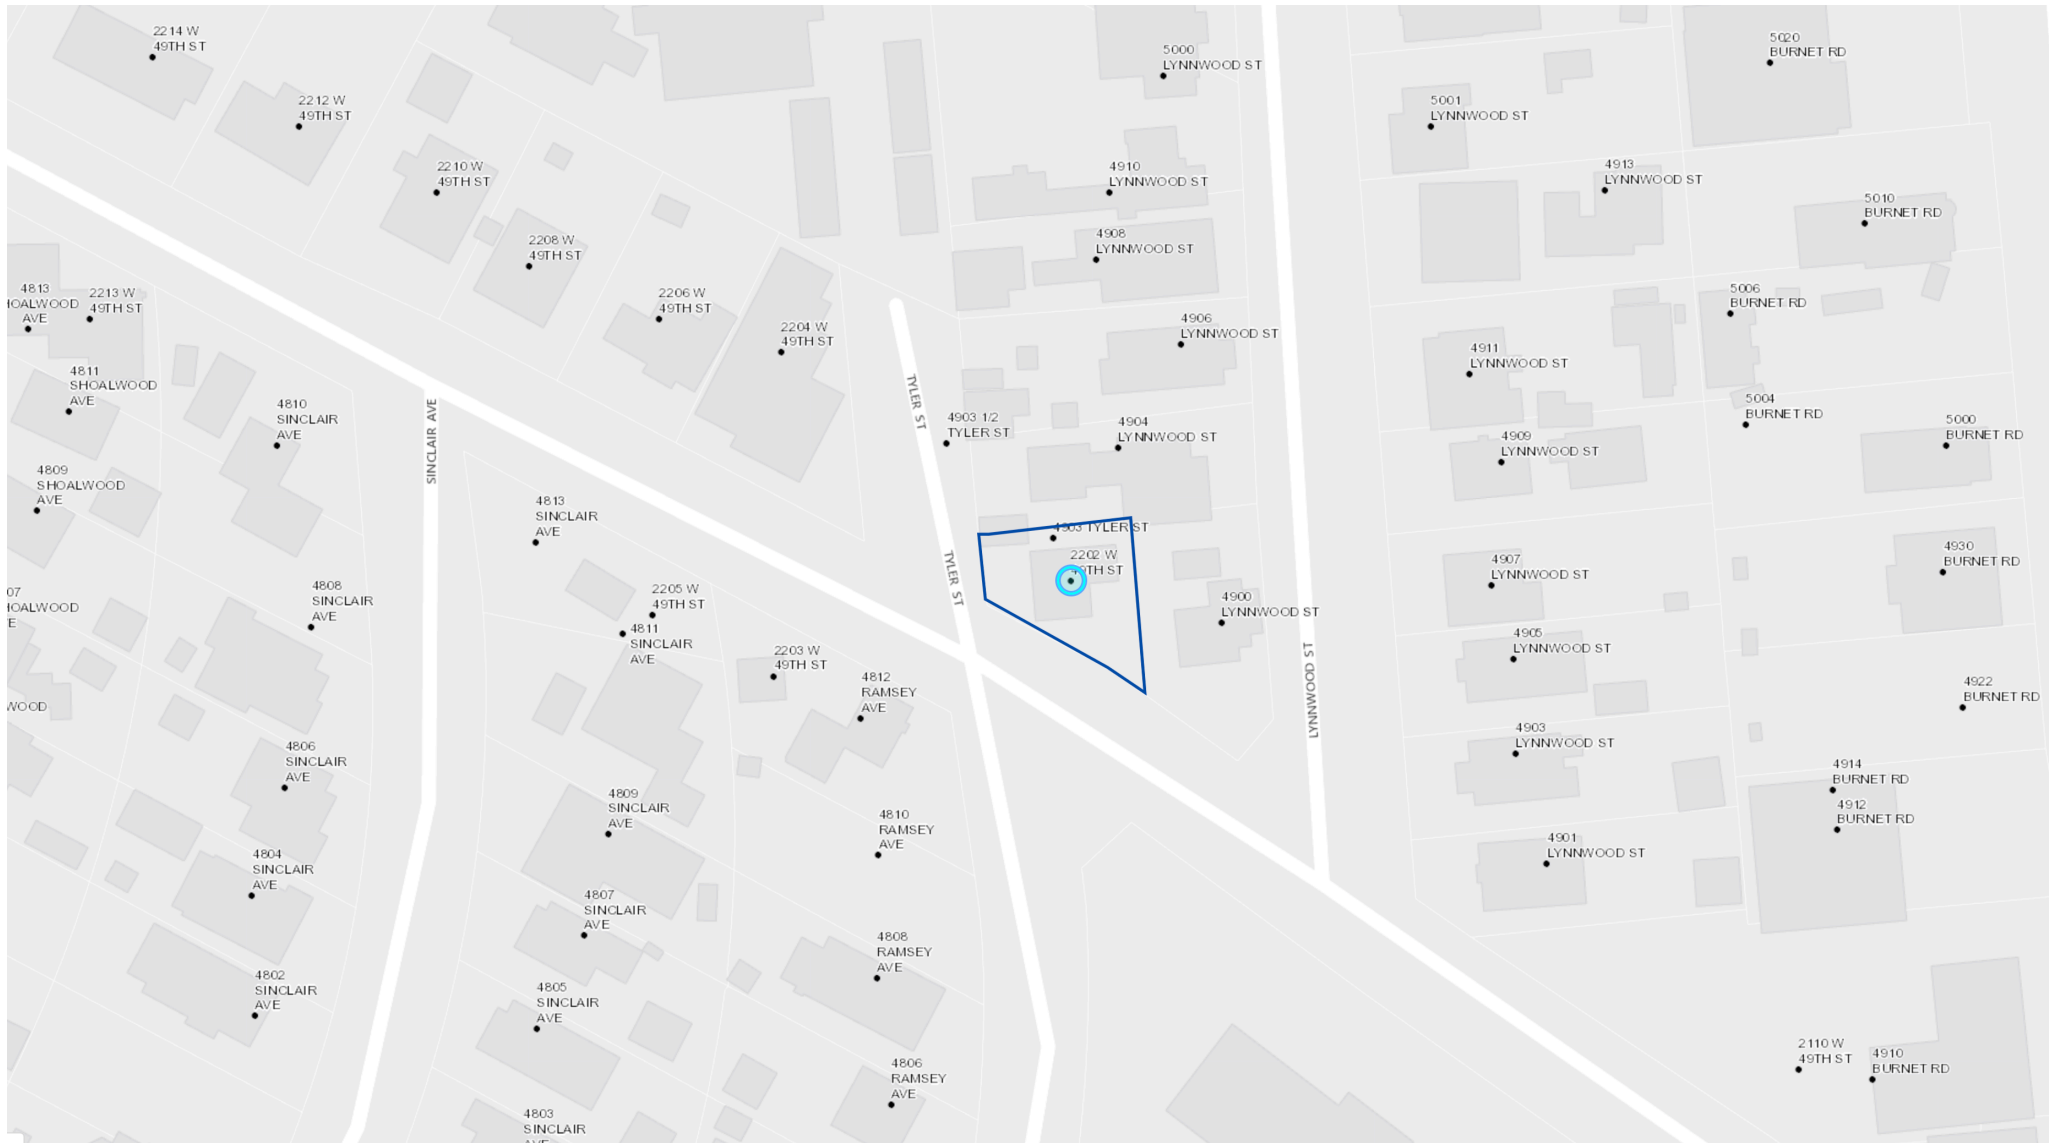 2214 W
49TH ST
2212 W
49TH ST
2210 W
49TH ST
2208 W
49TH ST
2206 W
49TH ST
2204 W
49TH ST
5000
LYNNWOOD ST
4910
LYNNWOOD ST
4908
LYNNWOOD ST
4906
LYNNWOOD ST
4904
LYNNWOOD ST
5001
LYNNWOOD ST
4913
LYNNWOOD ST
5020
BURNET RD
5010
BURNET RD
5006
BURNET RD
5004
BURNET RD
5000
BURNET RD
4911
LYNNWOOD ST
4909
LYNNWOOD ST
4813
HOALWOOD
AVE
2213 W
49TH ST
4811
SHOALWOOD
AVE
4810
SINCLAIR
AVE
4809
SHOALWOOD
AVE
SINCLAIR AVE
TYLER ST
4903 1/2
TYLER ST
4813
SINCLAIR
AVE
TYLER ST
4903 TYLER ST
2202 W
49TH ST
4900
LYNNWOOD ST
4907
LYNNWOOD ST
4930
BURNET RD
07
HOALWOOD
E
4808
SINCLAIR
AVE
2205 W
49TH ST
4811
SINCLAIR
AVE
2203 W
49TH ST
4812
RAMSEY
AVE
LYNNWOOD ST
4905
LYNNWOOD ST
4922
BURNET RD
WOOD
4806
SINCLAIR
AVE
4903
LYNNWOOD ST
4914
BURNET RD
4912
BURNET RD
4809
SINCLAIR
AVE
4810
RAMSEY
AVE
4901
LYNNWOOD ST
4804
SINCLAIR
AVE
4807
SINCLAIR
AVE
4808
RAMSEY
AVE
4802
SINCLAIR
AVE
4805
SINCLAIR
AVE
4806
RAMSEY
AVE
2110 W
49TH ST
4910
BURNET RD
4803
SINCLAIR
AVE